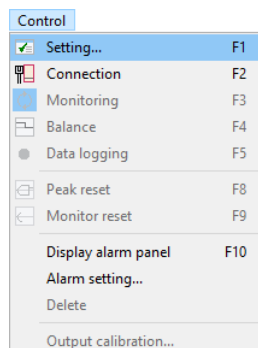 Control
Setting... F1
Connection F2
Monitoring F3
Balance F4
Data logging F5
Peak reset F8
Monitor reset F9
Display alarm panel F10
Alarm setting...
Delete
Output calibration...